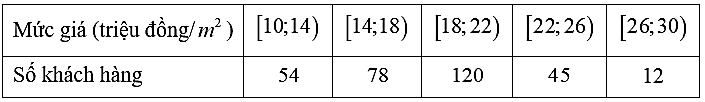 Mức giá (triệu đồng/m²) [10;14) [14;18) [18;22) [22;26) [26;30)
Số khách hàng 54 78 120 45 12